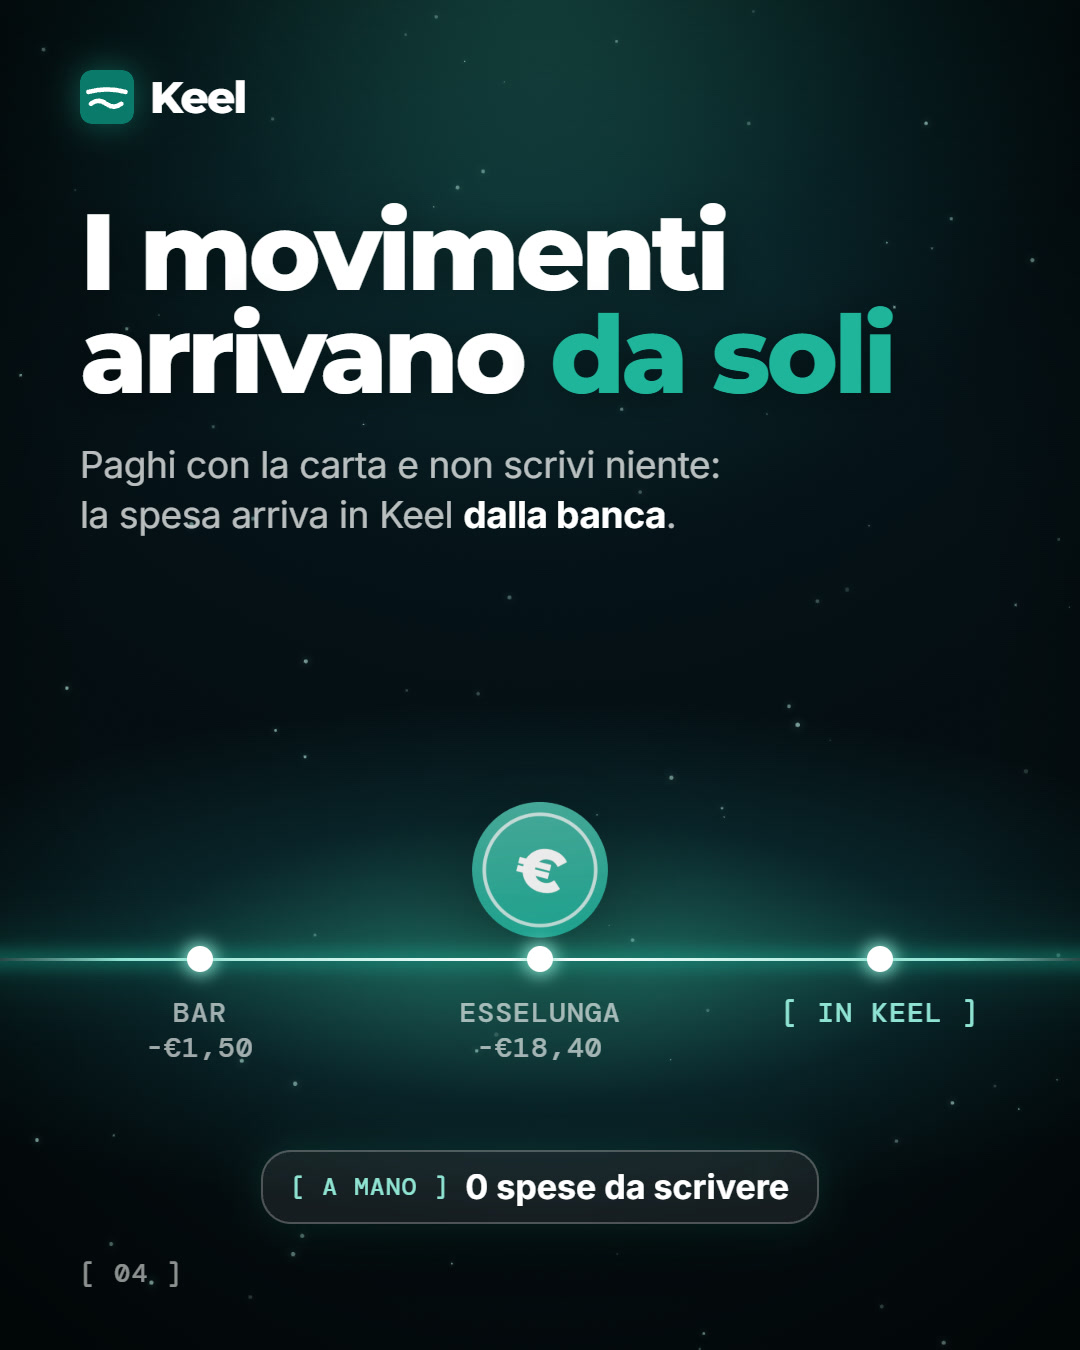 Keel
I movimenti
arrivano da soli
Paghi con la carta e non scrivi niente:
la spesa arriva in Keel dalla banca.
€
BAR
-€1,50
ESSELUNGA
-€18,40
[ IN KEEL ]
[ A MANO ] 0 spese da scrivere
[ 04 ]